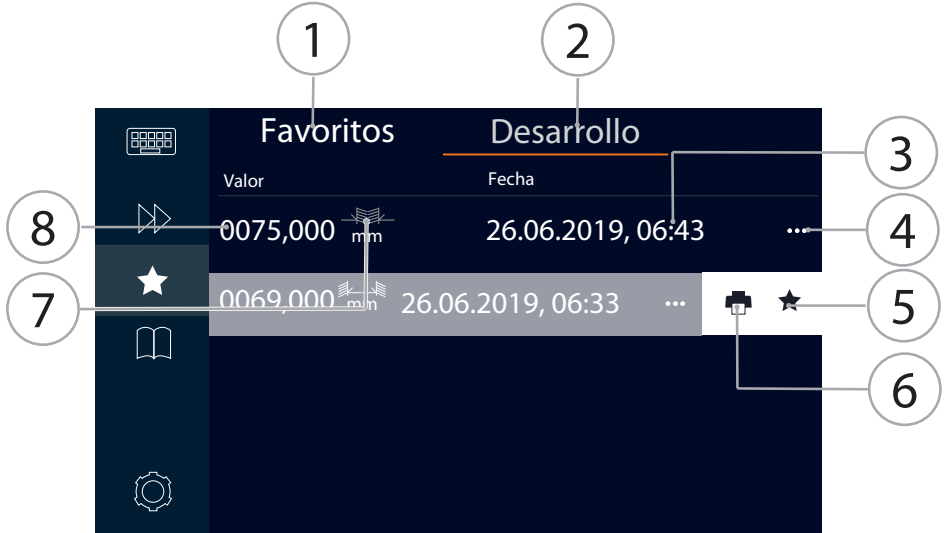 1 2
Favoritos Desarrollo
3
Valor Fecha
8 0075,000 mm 26.06.2019, 06:43 ... 4
7 0069,000 mm 26.06.2019, 06:33 ... 5
6